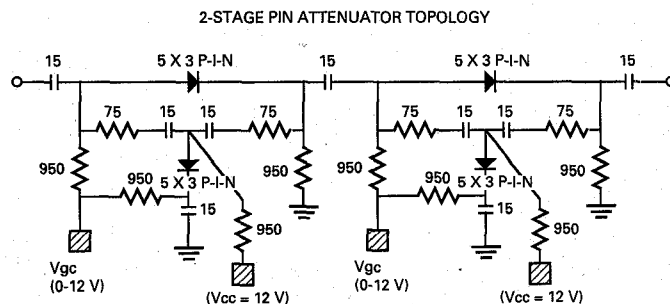 2-STAGE PIN ATTENUATOR TOPOLOGY
15 5 X 3 P-I-N 15 5 X 3 P-I-N 15
75 15 15 75 75 15 15 75
950 950 950 950 950 950
5 X 3 P-I-N 5 X 3 P-I-N
15 15
950 950
Vgc Vgc
(0-12 V) (0-12 V)
(Vcc = 12 V) (Vcc = 12 V)